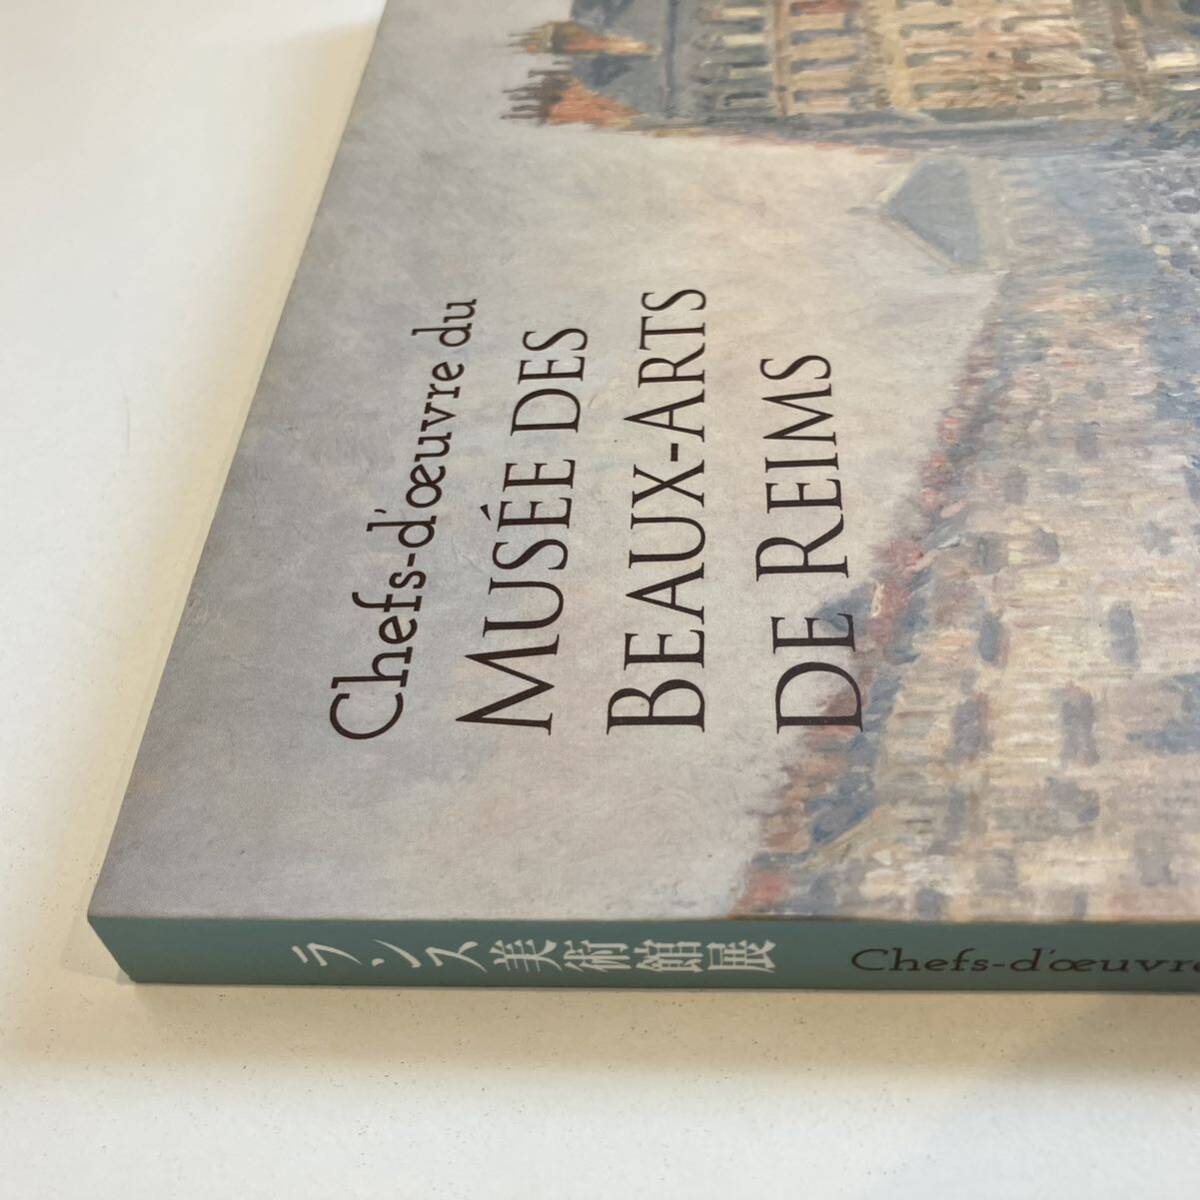 Chefs-d'œuvre du
MUSÉE DES
BEAUX-ARTS
DE REIMS
ランス美術館展 Chefs-d'œuvre